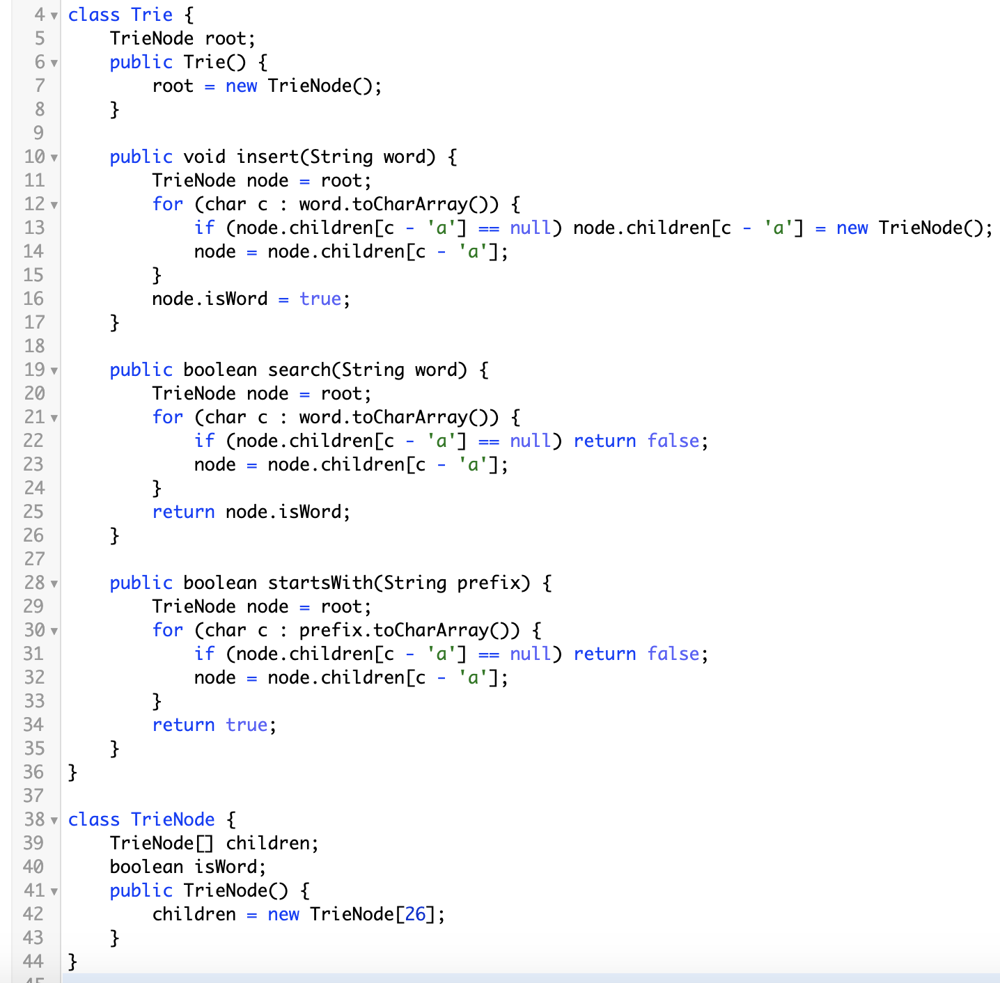 4 class Trie {
5     TrieNode root;
6     public Trie() {
7         root = new TrieNode();
8     }
9
10     public void insert(String word) {
11         TrieNode node = root;
12         for (char c : word.toCharArray()) {
13             if (node.children[c - 'a'] == null) node.children[c - 'a'] = new TrieNode();
14             node = node.children[c - 'a'];
15         }
16         node.isWord = true;
17     }
18
19     public boolean search(String word) {
20         TrieNode node = root;
21         for (char c : word.toCharArray()) {
22             if (node.children[c - 'a'] == null) return false;
23             node = node.children[c - 'a'];
24         }
25         return node.isWord;
26     }
27
28     public boolean startsWith(String prefix) {
29         TrieNode node = root;
30         for (char c : prefix.toCharArray()) {
31             if (node.children[c - 'a'] == null) return false;
32             node = node.children[c - 'a'];
33         }
34         return true;
35     }
36 }
37
38 class TrieNode {
39     TrieNode[] children;
40     boolean isWord;
41     public TrieNode() {
42         children = new TrieNode[26];
43     }
44 }
45